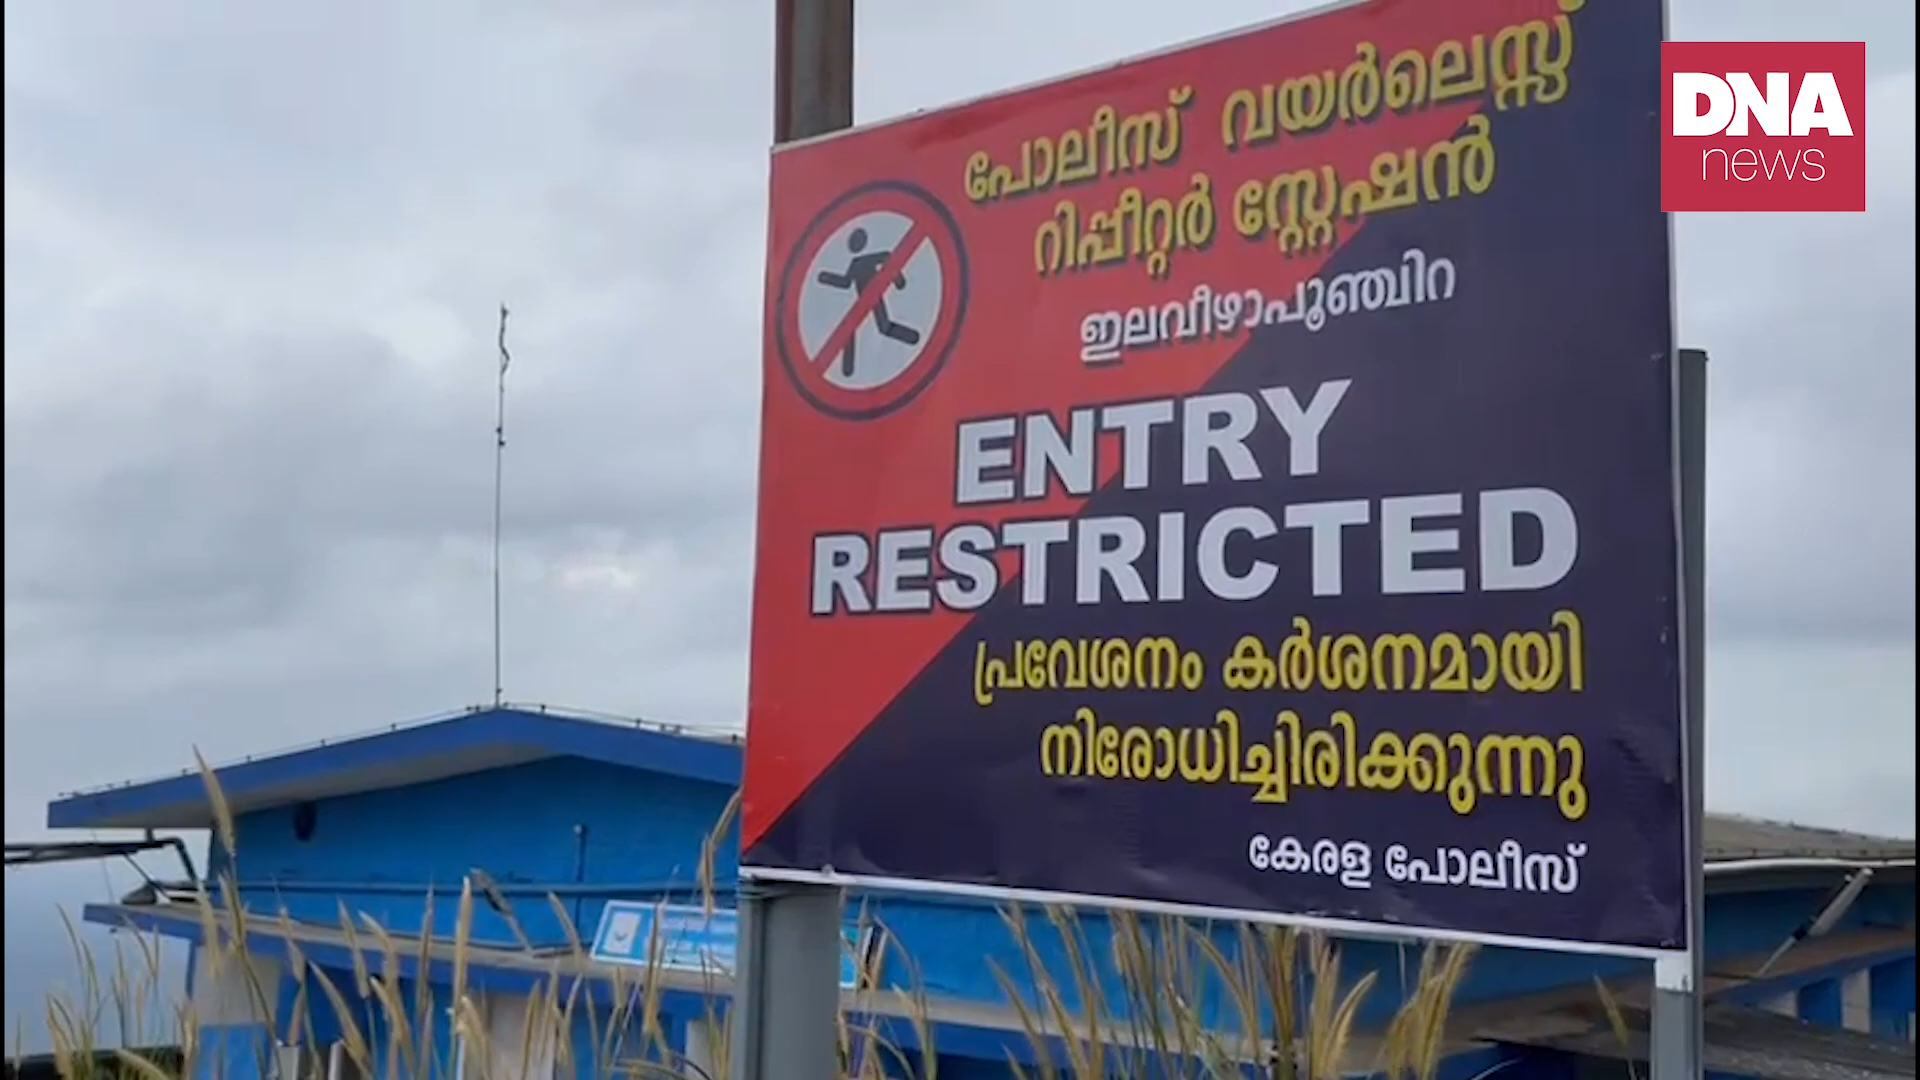 DNA
news
പോലീസ് വയർലെസ്സ്
റിപ്പീറ്റർ സ്റ്റേഷൻ
ഇലവീഴാപൂഞ്ചിറ
ENTRY
RESTRICTED
പ്രവേശനം കർശനമായി
നിരോധിച്ചിരിക്കുന്നു
കേരള പോലീസ്